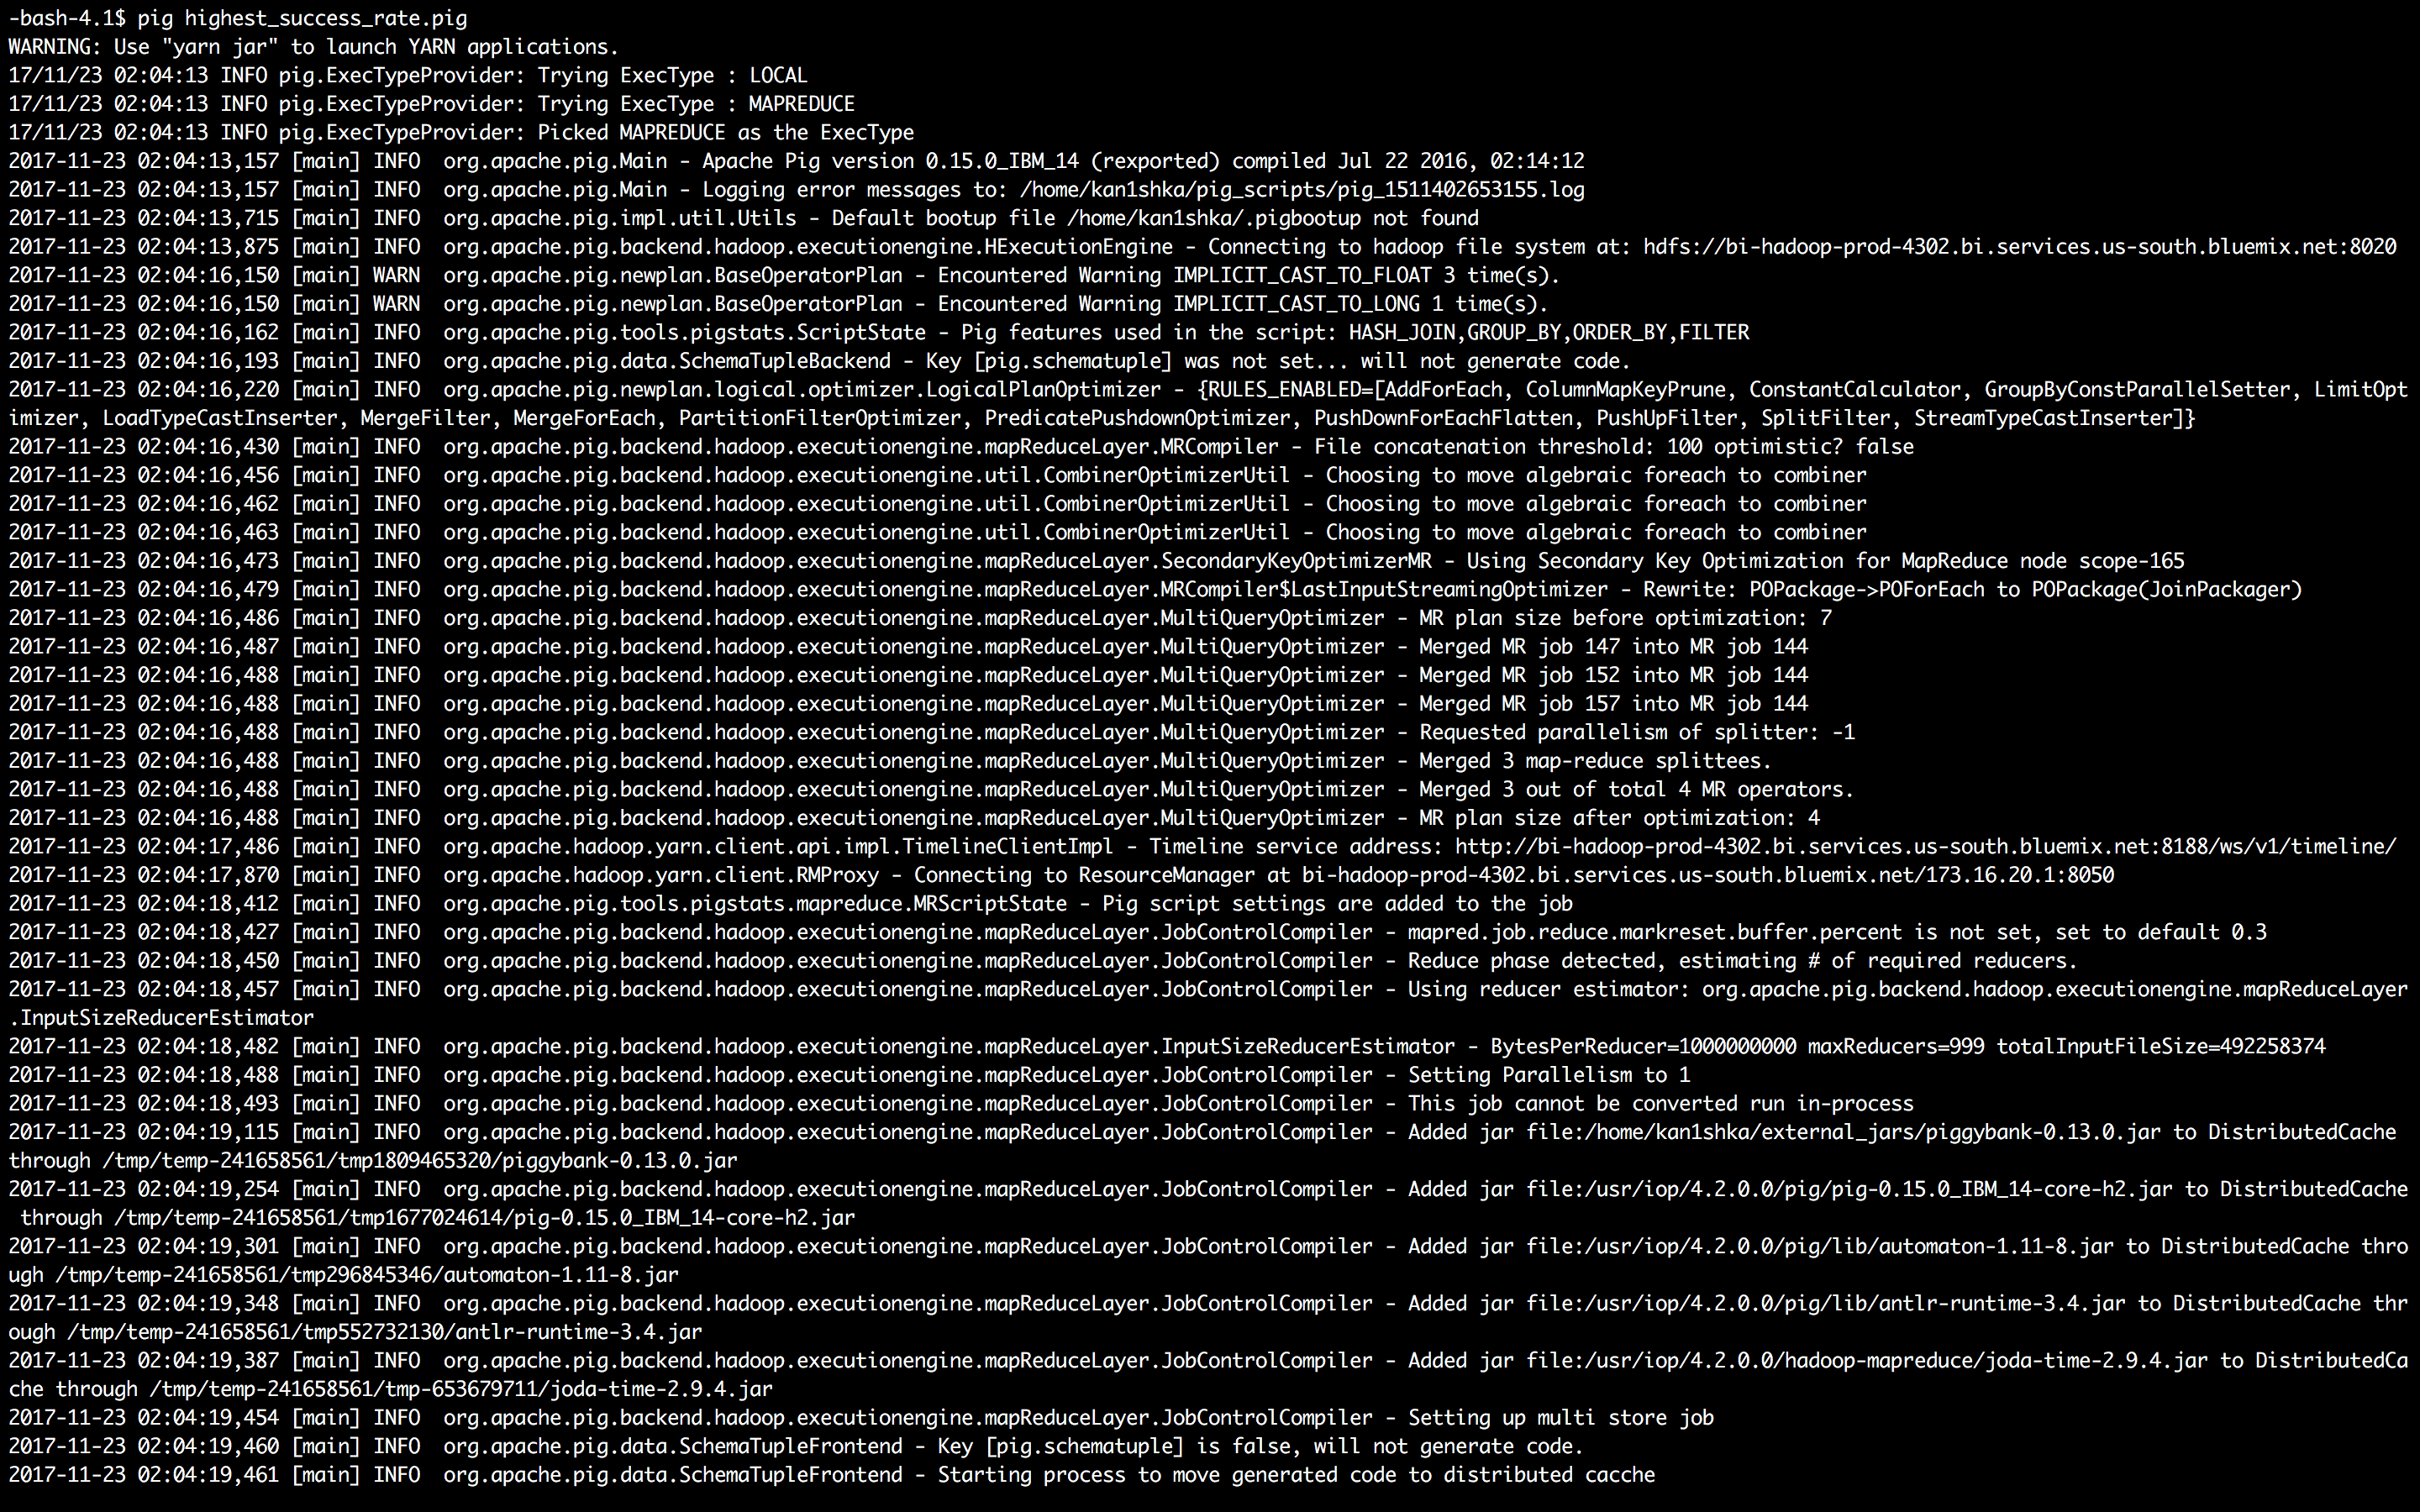 -bash-4.1$ pig highest_success_rate.pig
WARNING: Use "yarn jar" to launch YARN applications.
17/11/23 02:04:13 INFO pig.ExecTypeProvider: Trying ExecType : LOCAL
17/11/23 02:04:13 INFO pig.ExecTypeProvider: Trying ExecType : MAPREDUCE
17/11/23 02:04:13 INFO pig.ExecTypeProvider: Picked MAPREDUCE as the ExecType
2017-11-23 02:04:13,157 [main] INFO  org.apache.pig.Main - Apache Pig version 0.15.0_IBM_14 (rexported) compiled Jul 22 2016, 02:14:12
2017-11-23 02:04:13,157 [main] INFO  org.apache.pig.Main - Logging error messages to: /home/kan1shka/pig_scripts/pig_1511402653155.log
2017-11-23 02:04:13,715 [main] INFO  org.apache.pig.impl.util.Utils - Default bootup file /home/kan1shka/.pigbootup not found
2017-11-23 02:04:13,875 [main] INFO  org.apache.pig.backend.hadoop.executionengine.HExecutionEngine - Connecting to hadoop file system at: hdfs://bi-hadoop-prod-4302.bi.services.us-south.bluemix.net:8020
2017-11-23 02:04:16,150 [main] WARN  org.apache.pig.newplan.BaseOperatorPlan - Encountered Warning IMPLICIT_CAST_TO_FLOAT 3 time(s).
2017-11-23 02:04:16,150 [main] WARN  org.apache.pig.newplan.BaseOperatorPlan - Encountered Warning IMPLICIT_CAST_TO_LONG 1 time(s).
2017-11-23 02:04:16,162 [main] INFO  org.apache.pig.tools.pigstats.ScriptState - Pig features used in the script: HASH_JOIN,GROUP_BY,ORDER_BY,FILTER
2017-11-23 02:04:16,193 [main] INFO  org.apache.pig.data.SchemaTupleBackend - Key [pig.schematuple] was not set... will not generate code.
2017-11-23 02:04:16,220 [main] INFO  org.apache.pig.newplan.logical.optimizer.LogicalPlanOptimizer - {RULES_ENABLED=[AddForEach, ColumnMapKeyPrune, ConstantCalculator, GroupByConstParallelSetter, LimitOpt
imizer, LoadTypeCastInserter, MergeFilter, MergeForEach, PartitionFilterOptimizer, PredicatePushdownOptimizer, PushDownForEachFlatten, PushUpFilter, SplitFilter, StreamTypeCastInserter]}
2017-11-23 02:04:16,430 [main] INFO  org.apache.pig.backend.hadoop.executionengine.mapReduceLayer.MRCompiler - File concatenation threshold: 100 optimistic? false
2017-11-23 02:04:16,456 [main] INFO  org.apache.pig.backend.hadoop.executionengine.util.CombinerOptimizerUtil - Choosing to move algebraic foreach to combiner
2017-11-23 02:04:16,462 [main] INFO  org.apache.pig.backend.hadoop.executionengine.util.CombinerOptimizerUtil - Choosing to move algebraic foreach to combiner
2017-11-23 02:04:16,463 [main] INFO  org.apache.pig.backend.hadoop.executionengine.util.CombinerOptimizerUtil - Choosing to move algebraic foreach to combiner
2017-11-23 02:04:16,473 [main] INFO  org.apache.pig.backend.hadoop.executionengine.mapReduceLayer.SecondaryKeyOptimizerMR - Using Secondary Key Optimization for MapReduce node scope-165
2017-11-23 02:04:16,479 [main] INFO  org.apache.pig.backend.hadoop.executionengine.mapReduceLayer.MRCompiler$LastInputStreamingOptimizer - Rewrite: POPackage->POForEach to POPackage(JoinPackager)
2017-11-23 02:04:16,486 [main] INFO  org.apache.pig.backend.hadoop.executionengine.mapReduceLayer.MultiQueryOptimizer - MR plan size before optimization: 7
2017-11-23 02:04:16,487 [main] INFO  org.apache.pig.backend.hadoop.executionengine.mapReduceLayer.MultiQueryOptimizer - Merged MR job 147 into MR job 144
2017-11-23 02:04:16,488 [main] INFO  org.apache.pig.backend.hadoop.executionengine.mapReduceLayer.MultiQueryOptimizer - Merged MR job 152 into MR job 144
2017-11-23 02:04:16,488 [main] INFO  org.apache.pig.backend.hadoop.executionengine.mapReduceLayer.MultiQueryOptimizer - Merged MR job 157 into MR job 144
2017-11-23 02:04:16,488 [main] INFO  org.apache.pig.backend.hadoop.executionengine.mapReduceLayer.MultiQueryOptimizer - Requested parallelism of splitter: -1
2017-11-23 02:04:16,488 [main] INFO  org.apache.pig.backend.hadoop.executionengine.mapReduceLayer.MultiQueryOptimizer - Merged 3 map-reduce splittees.
2017-11-23 02:04:16,488 [main] INFO  org.apache.pig.backend.hadoop.executionengine.mapReduceLayer.MultiQueryOptimizer - Merged 3 out of total 4 MR operators.
2017-11-23 02:04:16,488 [main] INFO  org.apache.pig.backend.hadoop.executionengine.mapReduceLayer.MultiQueryOptimizer - MR plan size after optimization: 4
2017-11-23 02:04:17,486 [main] INFO  org.apache.hadoop.yarn.client.api.impl.TimelineClientImpl - Timeline service address: http://bi-hadoop-prod-4302.bi.services.us-south.bluemix.net:8188/ws/v1/timeline/
2017-11-23 02:04:17,870 [main] INFO  org.apache.hadoop.yarn.client.RMProxy - Connecting to ResourceManager at bi-hadoop-prod-4302.bi.services.us-south.bluemix.net/173.16.20.1:8050
2017-11-23 02:04:18,412 [main] INFO  org.apache.pig.tools.pigstats.mapreduce.MRScriptState - Pig script settings are added to the job
2017-11-23 02:04:18,427 [main] INFO  org.apache.pig.backend.hadoop.executionengine.mapReduceLayer.JobControlCompiler - mapred.job.reduce.markreset.buffer.percent is not set, set to default 0.3
2017-11-23 02:04:18,450 [main] INFO  org.apache.pig.backend.hadoop.executionengine.mapReduceLayer.JobControlCompiler - Reduce phase detected, estimating # of required reducers.
2017-11-23 02:04:18,457 [main] INFO  org.apache.pig.backend.hadoop.executionengine.mapReduceLayer.JobControlCompiler - Using reducer estimator: org.apache.pig.backend.hadoop.executionengine.mapReduceLayer
.InputSizeReducerEstimator
2017-11-23 02:04:18,482 [main] INFO  org.apache.pig.backend.hadoop.executionengine.mapReduceLayer.InputSizeReducerEstimator - BytesPerReducer=1000000000 maxReducers=999 totalInputFileSize=492258374
2017-11-23 02:04:18,488 [main] INFO  org.apache.pig.backend.hadoop.executionengine.mapReduceLayer.JobControlCompiler - Setting Parallelism to 1
2017-11-23 02:04:18,493 [main] INFO  org.apache.pig.backend.hadoop.executionengine.mapReduceLayer.JobControlCompiler - This job cannot be converted run in-process
2017-11-23 02:04:19,115 [main] INFO  org.apache.pig.backend.hadoop.executionengine.mapReduceLayer.JobControlCompiler - Added jar file:/home/kan1shka/external_jars/piggybank-0.13.0.jar to DistributedCache
through /tmp/temp-241658561/tmp1809465320/piggybank-0.13.0.jar
2017-11-23 02:04:19,254 [main] INFO  org.apache.pig.backend.hadoop.executionengine.mapReduceLayer.JobControlCompiler - Added jar file:/usr/iop/4.2.0.0/pig/pig-0.15.0_IBM_14-core-h2.jar to DistributedCache
 through /tmp/temp-241658561/tmp1677024614/pig-0.15.0_IBM_14-core-h2.jar
2017-11-23 02:04:19,301 [main] INFO  org.apache.pig.backend.hadoop.executionengine.mapReduceLayer.JobControlCompiler - Added jar file:/usr/iop/4.2.0.0/pig/lib/automaton-1.11-8.jar to DistributedCache thro
ugh /tmp/temp-241658561/tmp296845346/automaton-1.11-8.jar
2017-11-23 02:04:19,348 [main] INFO  org.apache.pig.backend.hadoop.executionengine.mapReduceLayer.JobControlCompiler - Added jar file:/usr/iop/4.2.0.0/pig/lib/antlr-runtime-3.4.jar to DistributedCache thr
ough /tmp/temp-241658561/tmp552732130/antlr-runtime-3.4.jar
2017-11-23 02:04:19,387 [main] INFO  org.apache.pig.backend.hadoop.executionengine.mapReduceLayer.JobControlCompiler - Added jar file:/usr/iop/4.2.0.0/hadoop-mapreduce/joda-time-2.9.4.jar to DistributedCa
che through /tmp/temp-241658561/tmp-653679711/joda-time-2.9.4.jar
2017-11-23 02:04:19,454 [main] INFO  org.apache.pig.backend.hadoop.executionengine.mapReduceLayer.JobControlCompiler - Setting up multi store job
2017-11-23 02:04:19,460 [main] INFO  org.apache.pig.data.SchemaTupleFrontend - Key [pig.schematuple] is false, will not generate code.
2017-11-23 02:04:19,461 [main] INFO  org.apache.pig.data.SchemaTupleFrontend - Starting process to move generated code to distributed cacche